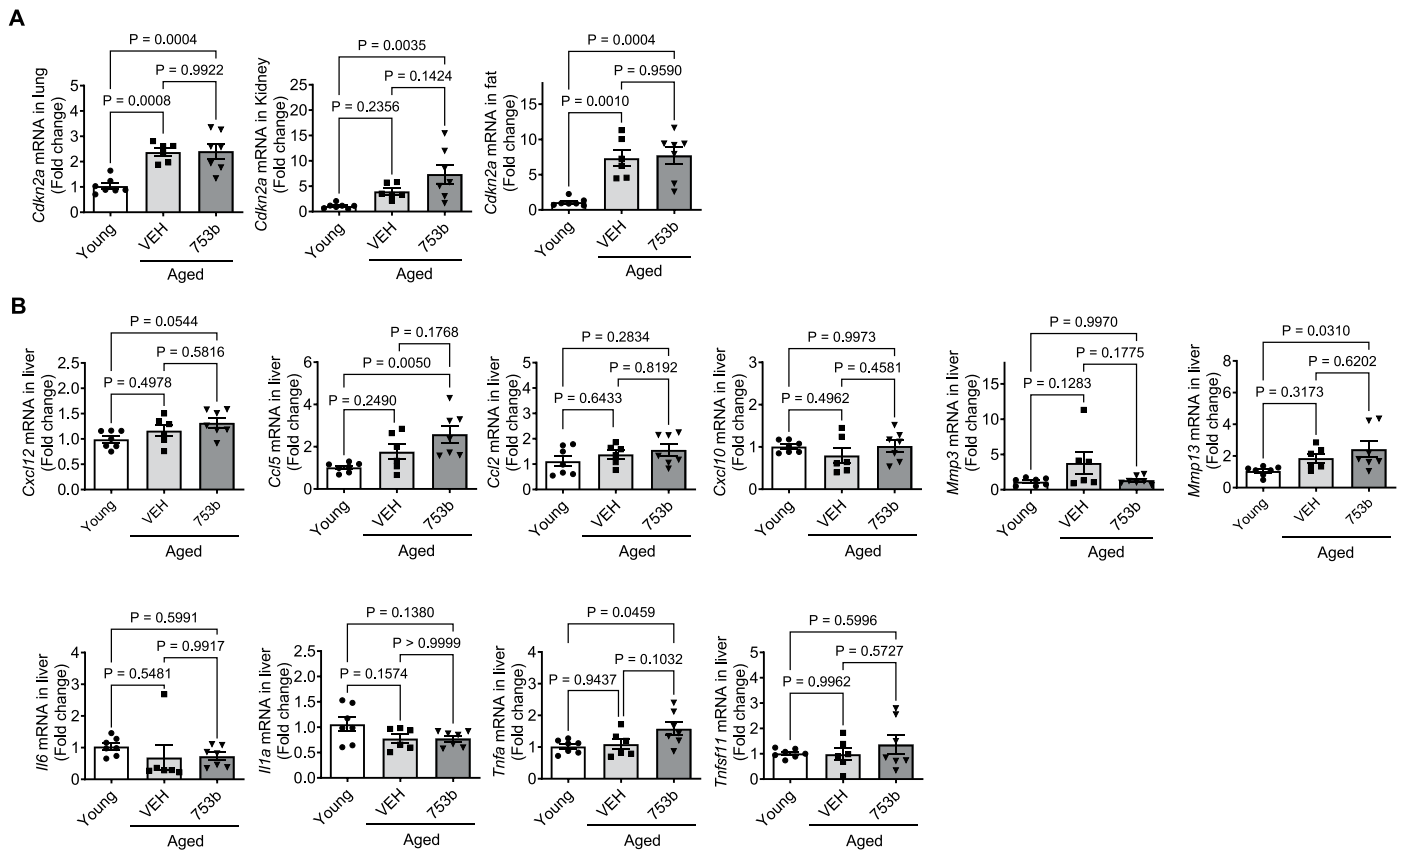 A
P = 0.0004
P = 0.9922
P = 0.0008
Cdkn2a mRNA in lung
(Fold change)
5
4
3
2
1
0
Young
VEH
753b
Aged
P = 0.0035
P = 0.1424
P = 0.2356
Cdkn2a mRNA in Kidney
(Fold change)
25
20
15
10
5
0
Young
VEH
753b
Aged
P = 0.0004
P = 0.9590
P = 0.0010
Cdkn2a mRNA in fat
(Fold change)
15
10
5
0
Young
VEH
753b
Aged
B
P = 0.0544
P = 0.5816
P = 0.4978
Cxcl12 mRNA in liver
(Fold change)
2.5
2.0
1.5
1.0
0.5
0.0
Young
VEH
753b
Aged
P = 0.1768
P = 0.0050
P = 0.2490
Ccl5 mRNA in liver
(Fold change)
6
4
2
0
Young
VEH
753b
Aged
P = 0.2834
P = 0.8192
P = 0.6433
Ccl2 mRNA in liver
(Fold change)
5
4
3
2
1
0
Young
VEH
753b
Aged
P = 0.9973
P = 0.4581
P = 0.4962
Cxcl10 mRNA in liver
(Fold change)
3
2
1
0
Young
VEH
753b
Aged
P = 0.9970
P = 0.1775
P = 0.1283
Mmp3 mRNA in liver
(Fold change)
15
10
5
0
Young
VEH
753b
Aged
P = 0.0310
P = 0.6202
P = 0.3173
Mmp13 mRNA in liver
(Fold change)
8
6
4
2
0
Young
VEH
753b
Aged
P = 0.5991
P = 0.9917
P = 0.5481
Il6 mRNA in liver
(Fold change)
4
3
2
1
0
Young
VEH
753b
Aged
P = 0.1380
P > 0.9999
P = 0.1574
Il1a mRNA in liver
(Fold change)
2.5
2.0
1.5
1.0
0.5
0.0
Young
VEH
753b
Aged
P = 0.0459
P = 0.1032
P = 0.9437
Tnfa mRNA in liver
(Fold change)
4
3
2
1
0
Young
VEH
753b
Aged
P = 0.5996
P = 0.5727
P = 0.9962
Tnfsf11 mRNA in liver
(Fold change)
5
4
3
2
1
0
Young
VEH
753b
Aged